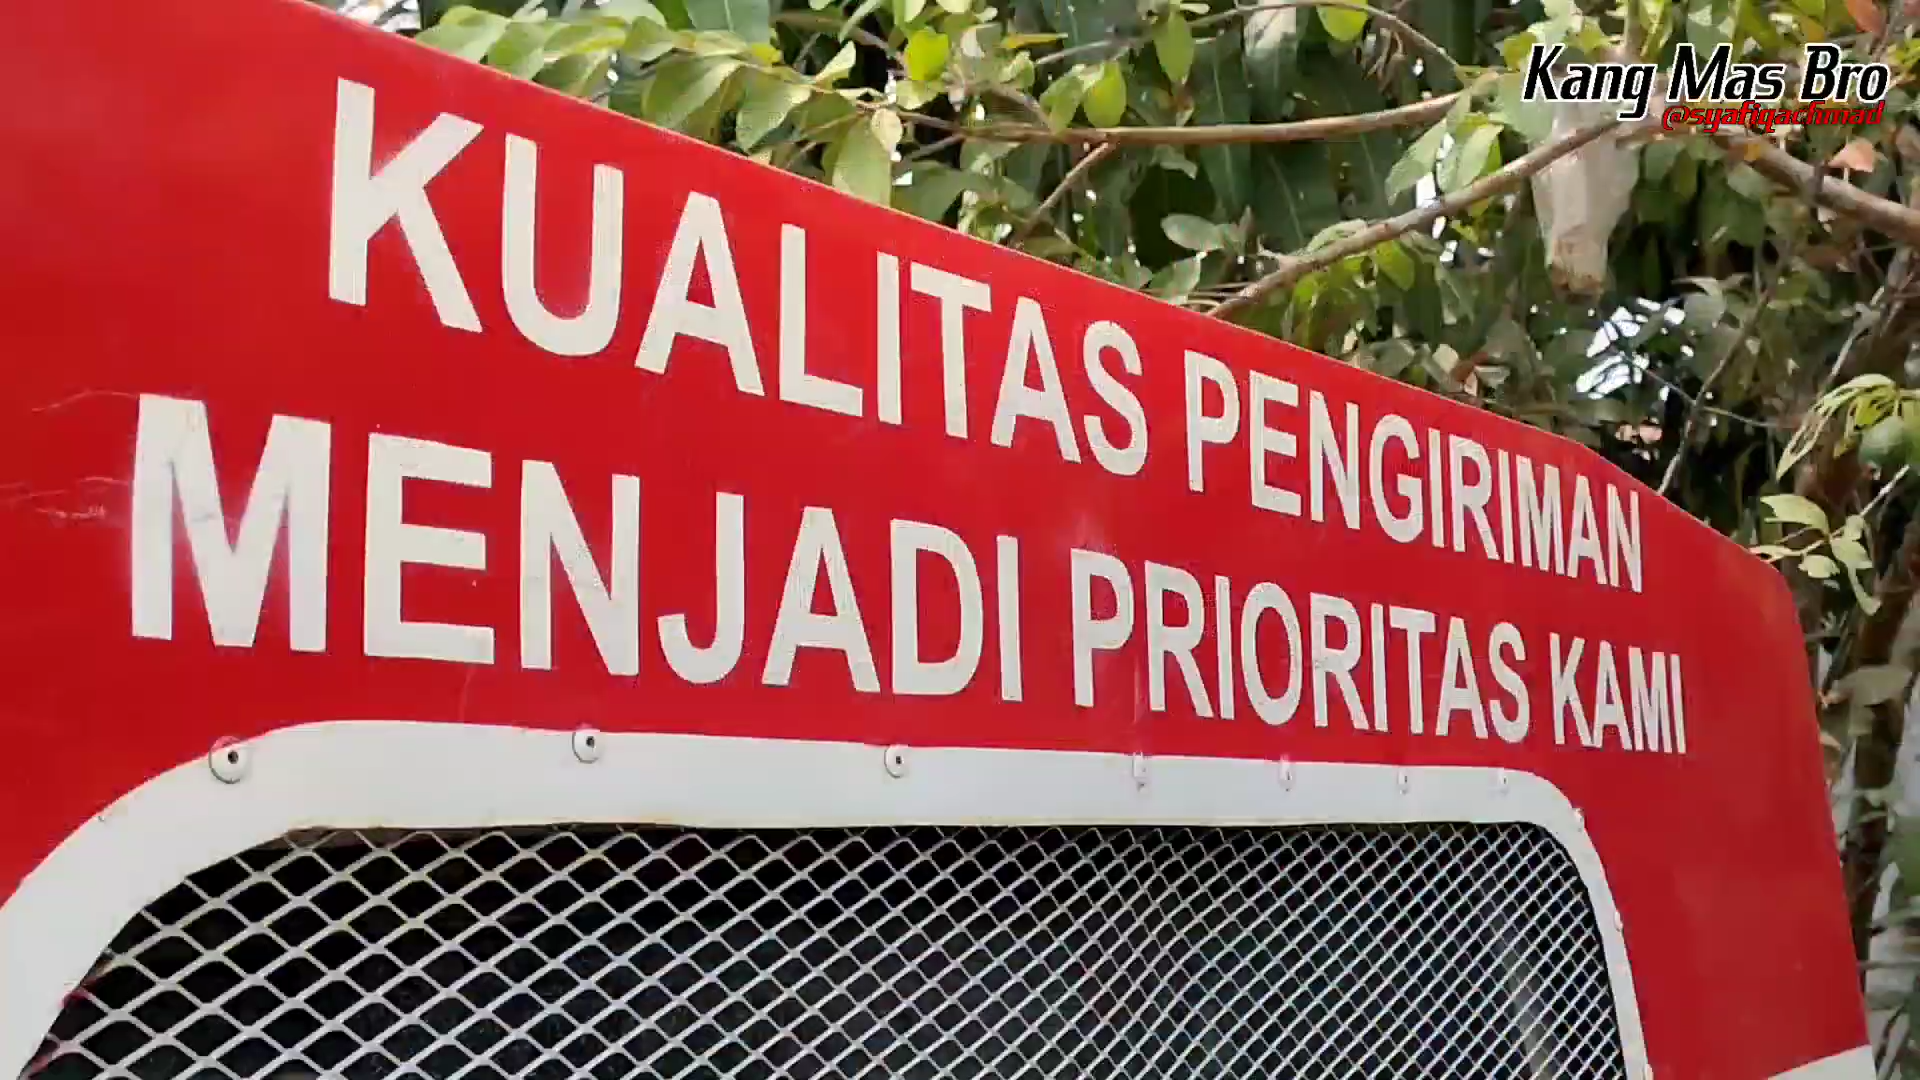 Kang Mas Bro
@syafiqachmad
KUALITAS PENGIRIMAN
MENJADI PRIORITAS KAMI